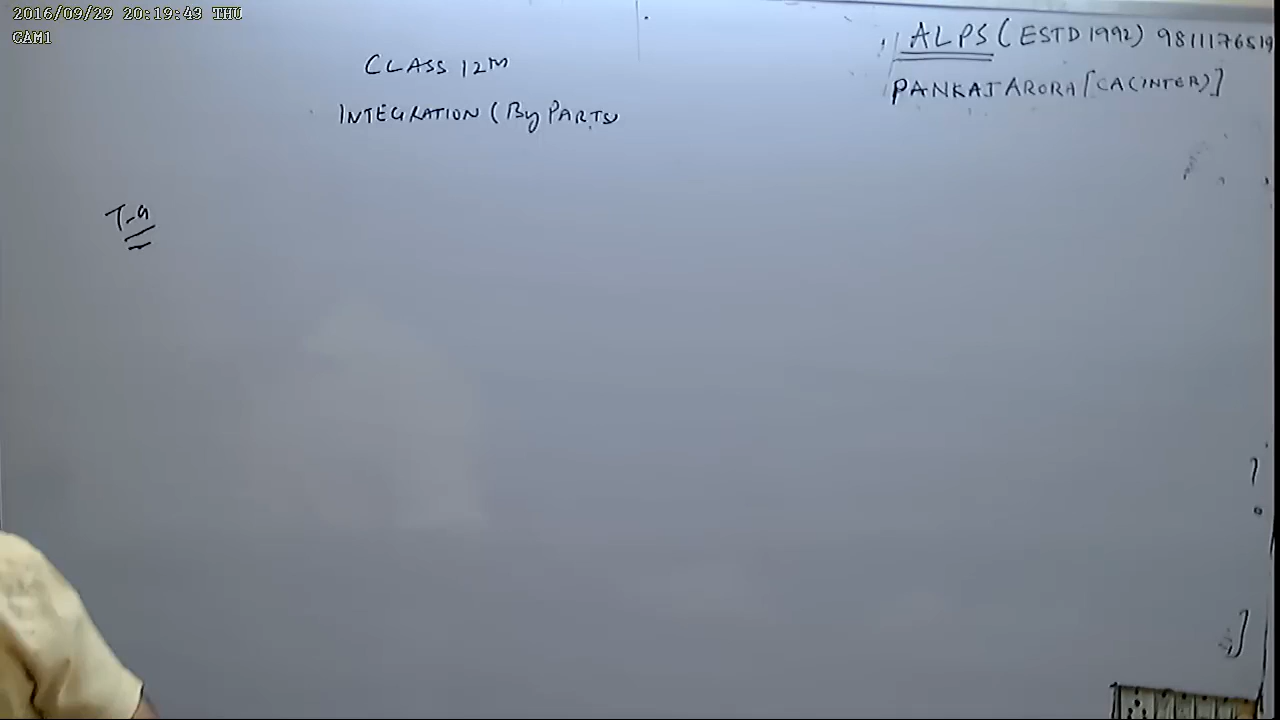 2016/09/29 20:19:49 THU
CAM1
ALPS (ESTD 1992) 9811176519
PANKAJ ARORA [CA(INTER)]
CLASS 12M
INTEGRATION (By PARTS
T-9